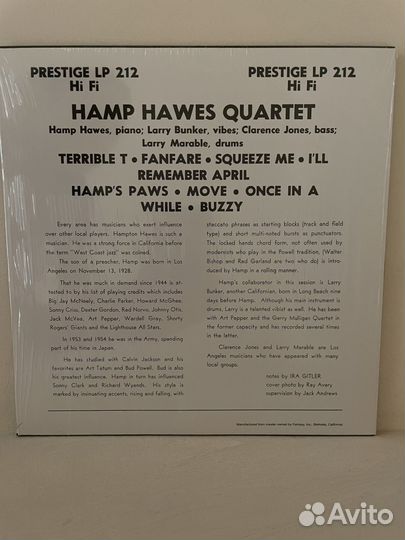 PRESTIGE LP 212
Hi Fi
PRESTIGE LP 212
Hi Fi
HAMP HAWES QUARTET
Hamp Hawes, piano; Larry Bunker, vibes; Clarence Jones, bass;
Larry Marable, drums
TERRIBLE T • FANFARE • SQUEEZE ME • I'LL
REMEMBER APRIL
HAMP'S PAWS • MOVE • ONCE IN A
WHILE • BUZZY
Every area has musicians who exert influence
over other local players. Hampton Hawes is such a
musician. He was a strong force in California before
the term "West Coast jazz" was coined.
The son of a preacher, Hamp was born in Los
Angeles on November 13, 1928.
That he was much in demand since 1944 is at-
tested to by his list of credits which includes playing with
Big Jay McNeely, Charlie Parker, Howard McGhee,
Sonny Criss, Dexter Gordon, Red Norvo, Johnny Otis,
Jack McVea, Art Pepper, Wardell Gray, Shorty
Rogers' Giants and the Lighthouse All Stars.
In 1953 and 1954 he was in the Army, spending
part of his time in Japan.
He has studied with Calvin Jackson and his
favorites are Art Tatum and Bud Powell. Bud is also
his greatest influence. Hamp in turn has influenced
Sonny Clark and Richard Wyands. His style is
marked by insinuating accents, rising and falling, with
staccato phrases as starting blocks (track and field
type) and short multi-noted bursts as punctuators.
The locked hands chord form, not often used by
modernists who play in the Powell tradition, (Walter
Bishop and Red Garland are two who do) is intro-
duced by Hamp in a rolling manner.
Hamp's collaborator in this session is Larry
Bunker, another Californian, born in Long Beach nine
days before Hamp. Although his main instrument is
drums, Larry is a talented vibist as well. He has been
with Art Pepper and the Gerry Mulligan Quartet in
the former capacity and has recorded several times
in the latter.
Clarence Jones and Larry Marable are Los
Angeles musicians who have appeared with many
local groups.
notes by IRA GITLER
cover photo by Ray Avery
supervision by Jack Andrews
Manufactured from master owned by Fantasy, Inc., Berkeley, California.
Avito